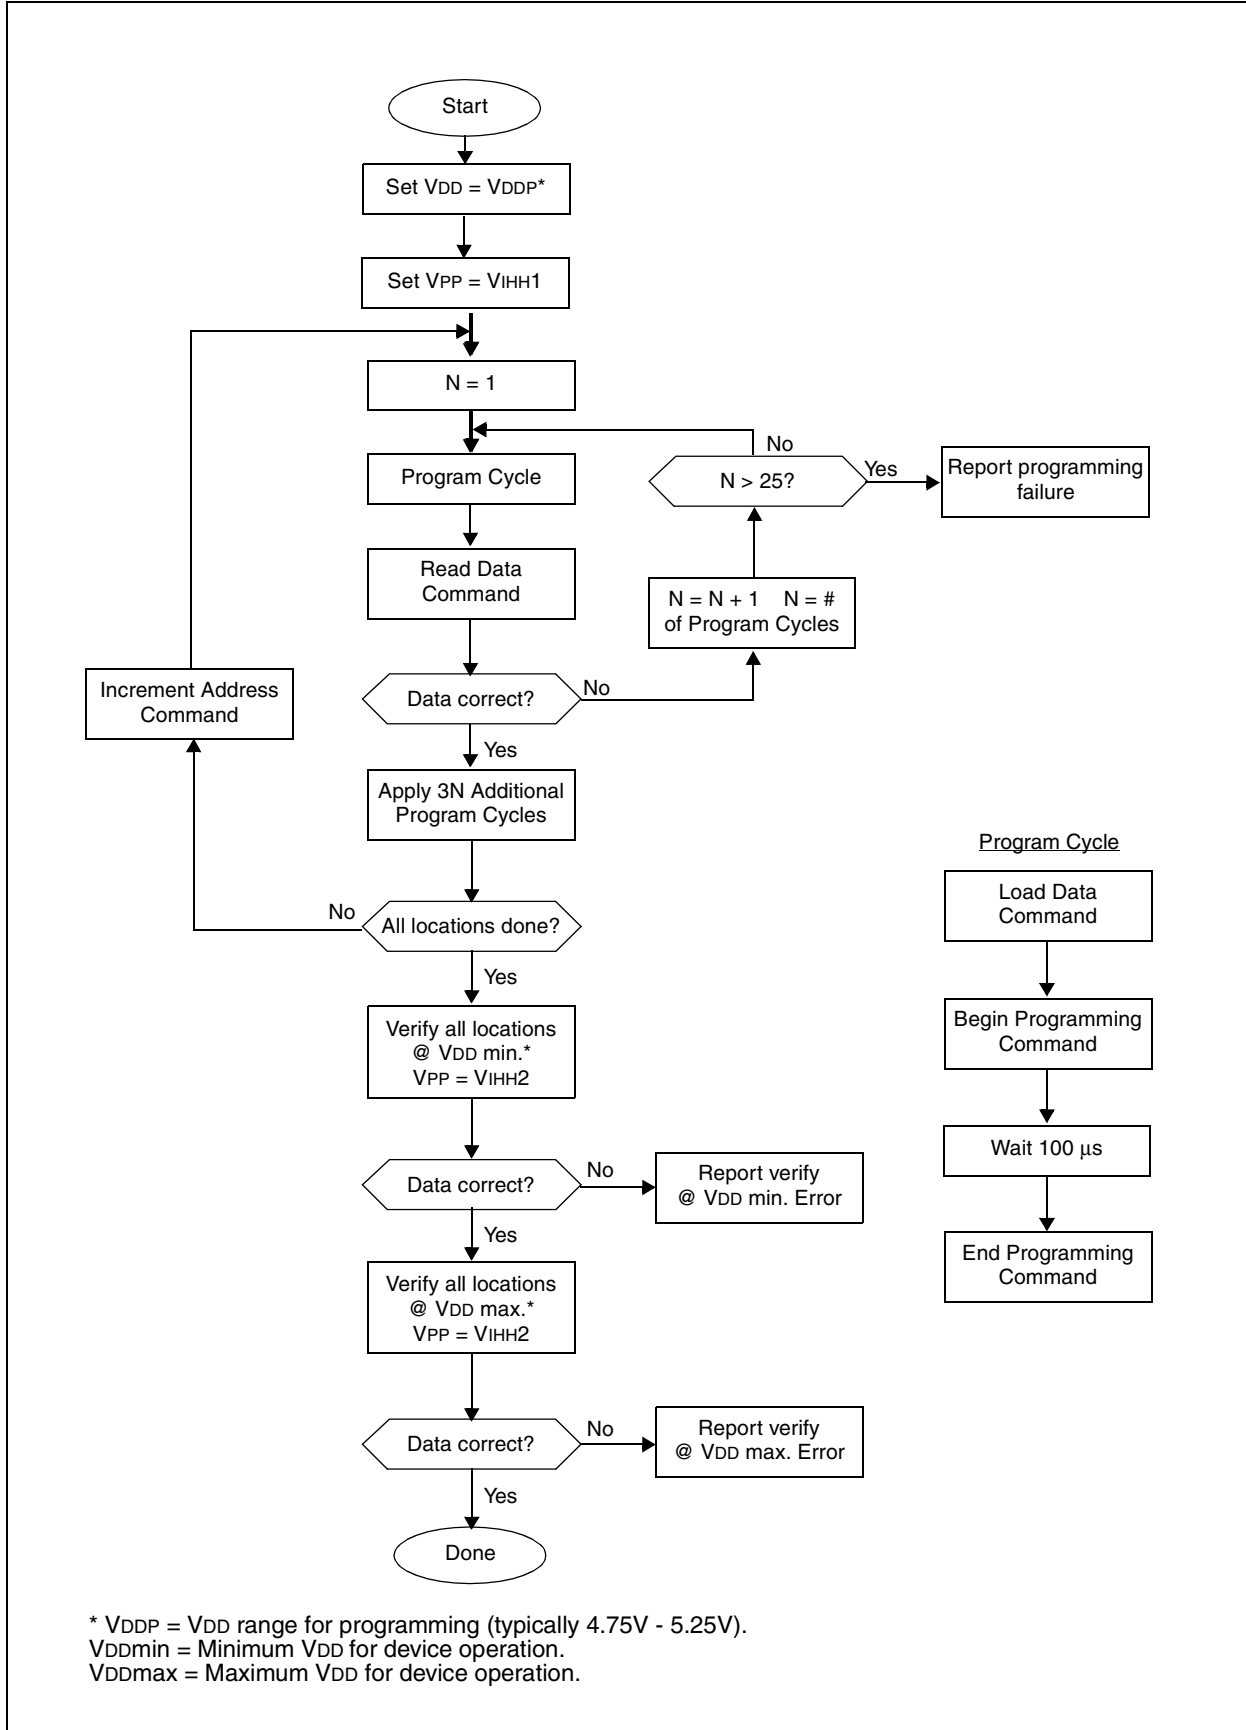 Start
Set VDD = VDDP*
Set VPP = VIHH1
N = 1
Program Cycle
Read Data
Command
Data correct?
No
N = N + 1 N = #
of Program Cycles
N > 25?
No
Yes
Report programming
failure
Yes
Apply 3N Additional
Program Cycles
All locations done?
No
Increment Address
Command
Yes
Verify all locations
@ VDD min.*
VPP = VIHH2
Data correct?
No
Report verify
@ VDD min. Error
Yes
Verify all locations
@ VDD max.*
VPP = VIHH2
Data correct?
No
Report verify
@ VDD max. Error
Yes
Done
Program Cycle
Load Data
Command
Begin Programming
Command
Wait 100 µs
End Programming
Command
* VDDP = VDD range for programming (typically 4.75V - 5.25V).
VDDmin = Minimum VDD for device operation.
VDDmax = Maximum VDD for device operation.